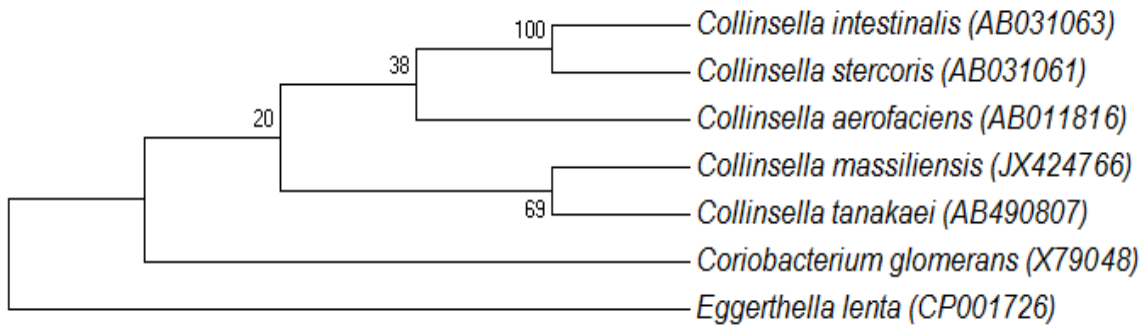 100
Collinsella intestinalis (AB031063)
38
Collinsella stercoris (AB031061)
20
Collinsella aerofaciens (AB011816)
Collinsella massiliensis (JX424766)
69
Collinsella tanakaei (AB490807)
Coriobacterium glomerans (X79048)
Eggerthella lenta (CP001726)